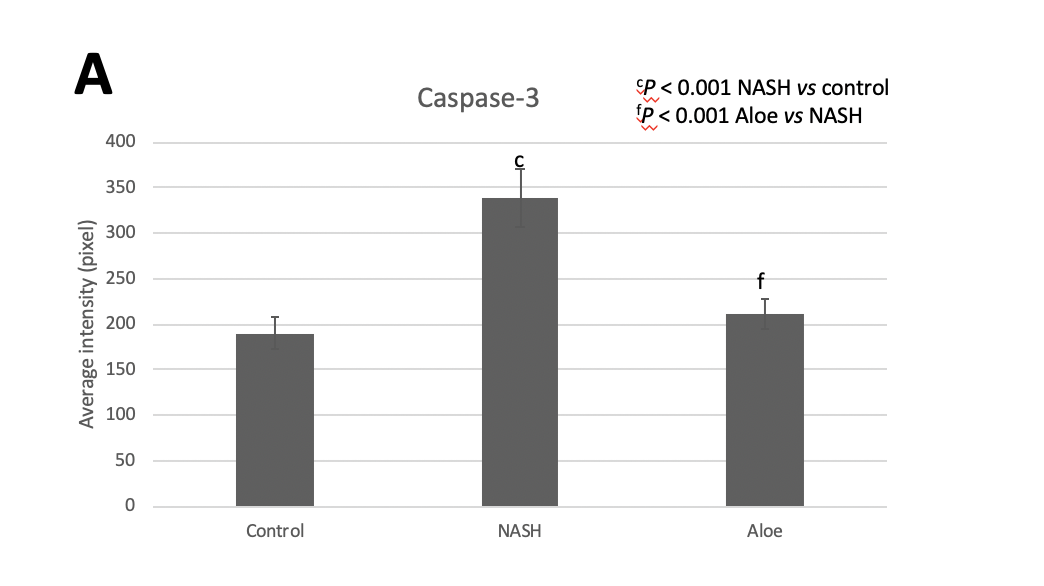 A
Caspase-3
ᶜP < 0.001 NASH vs control
ᶠP < 0.001 Aloe vs NASH
400
350
300
250
200
150
100
50
0
Average intensity (pixel)
c
f
Control NASH Aloe